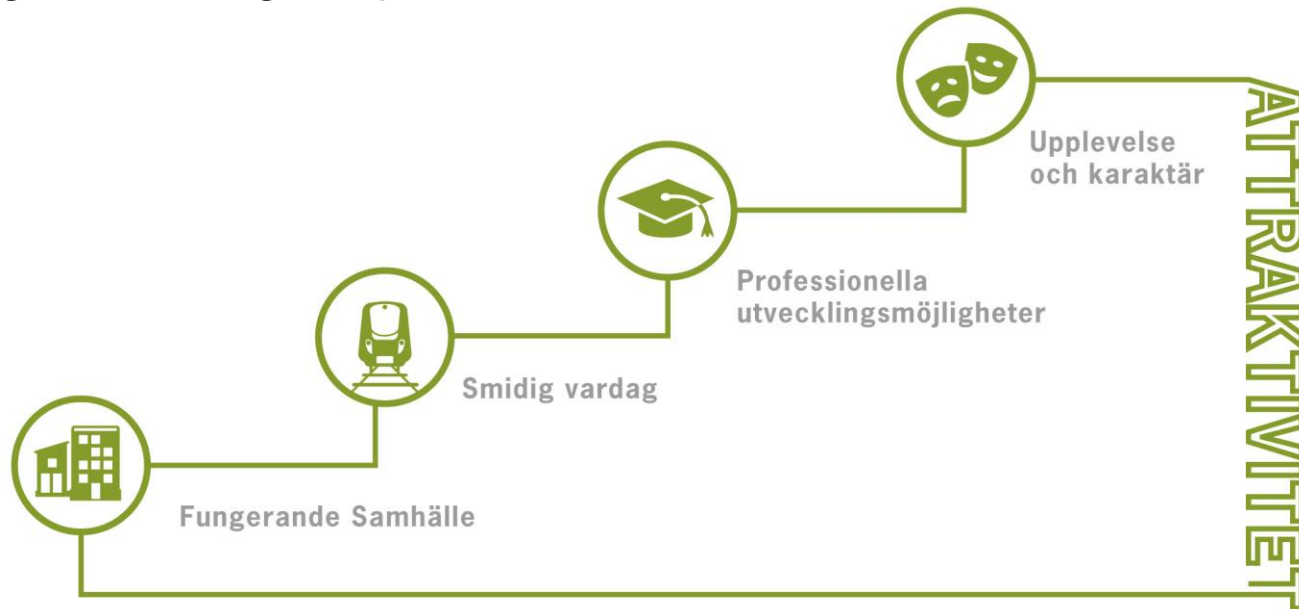 Upplevelse
och karaktär
Professionella
utvecklingsmöjligheter
Smidig vardag
Fungerande Samhälle
ATTRAKTIVITET